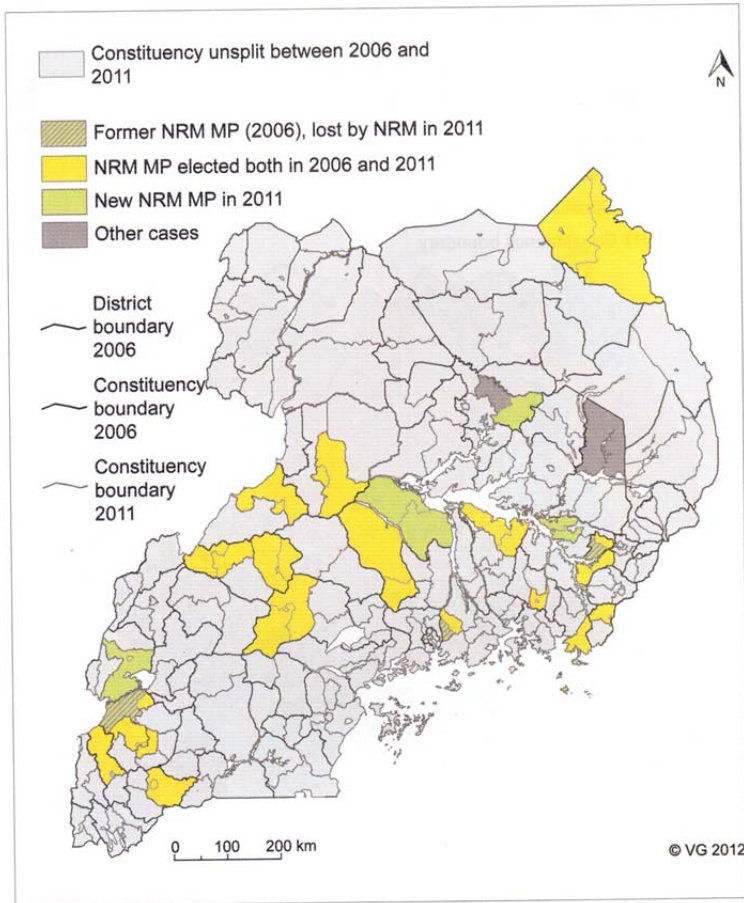 Constituency unsplit between 2006 and
2011
N
Former NRM MP (2006), lost by NRM in 2011
NRM MP elected both in 2006 and 2011
New NRM MP in 2011
Other cases
District
boundary
2006
Constituency
boundary
2006
Constituency
boundary
2011
0 100 200 km
© VG 2012